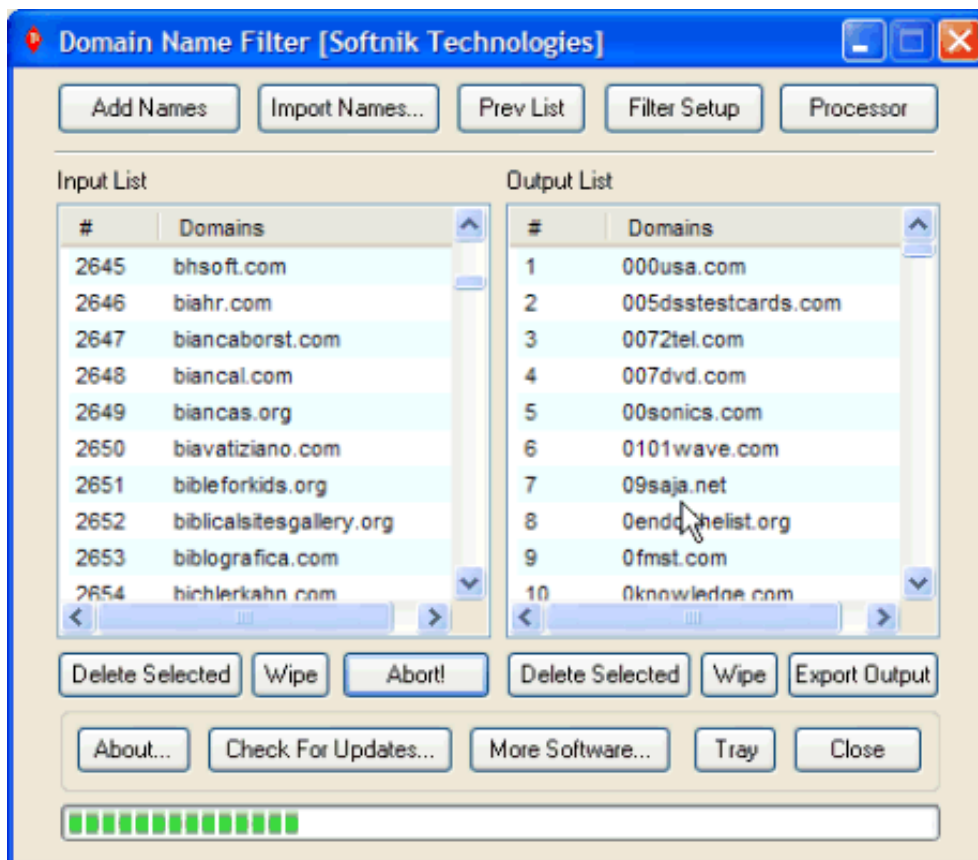 Domain Name Filter [Softnik Technologies]
Add Names Import Names... Prev List Filter Setup Processor
Input List Output List
# Domains # Domains
2645 bhsoft.com 1 000usa.com
2646 biahr.com 2 005dsstestcards.com
2647 biancaborst.com 3 0072tel.com
2648 biancal.com 4 007dvd.com
2649 biancas.org 5 00sonics.com
2650 biavatiziano.com 6 0101wave.com
2651 bibleforkids.org 7 09saja.net
2652 biblicalsitesgallery.org 8
2653 biblografica.com 9 0fmst.com
2654 bichlerkahn.com 10 0knowledge.com
Delete Selected Wipe Abort! Delete Selected Wipe Export Output
About... Check For Updates... More Software... Tray Close